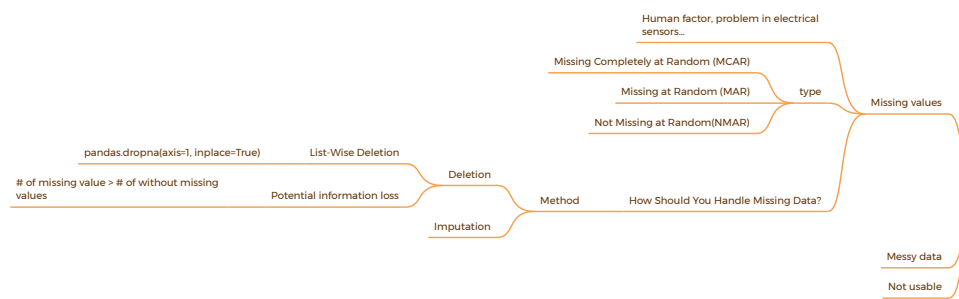 Human factor, problem in electrical
sensors...
Missing Completely at Random (MCAR)
Missing at Random (MAR)
type
Missing values
Not Missing at Random(NMAR)
pandas.dropna(axis=1, inplace=True)
List-Wise Deletion
Deletion
# of missing value > # of without missing
values
Potential information loss
Method
How Should You Handle Missing Data?
Imputation
Messy data
Not usable